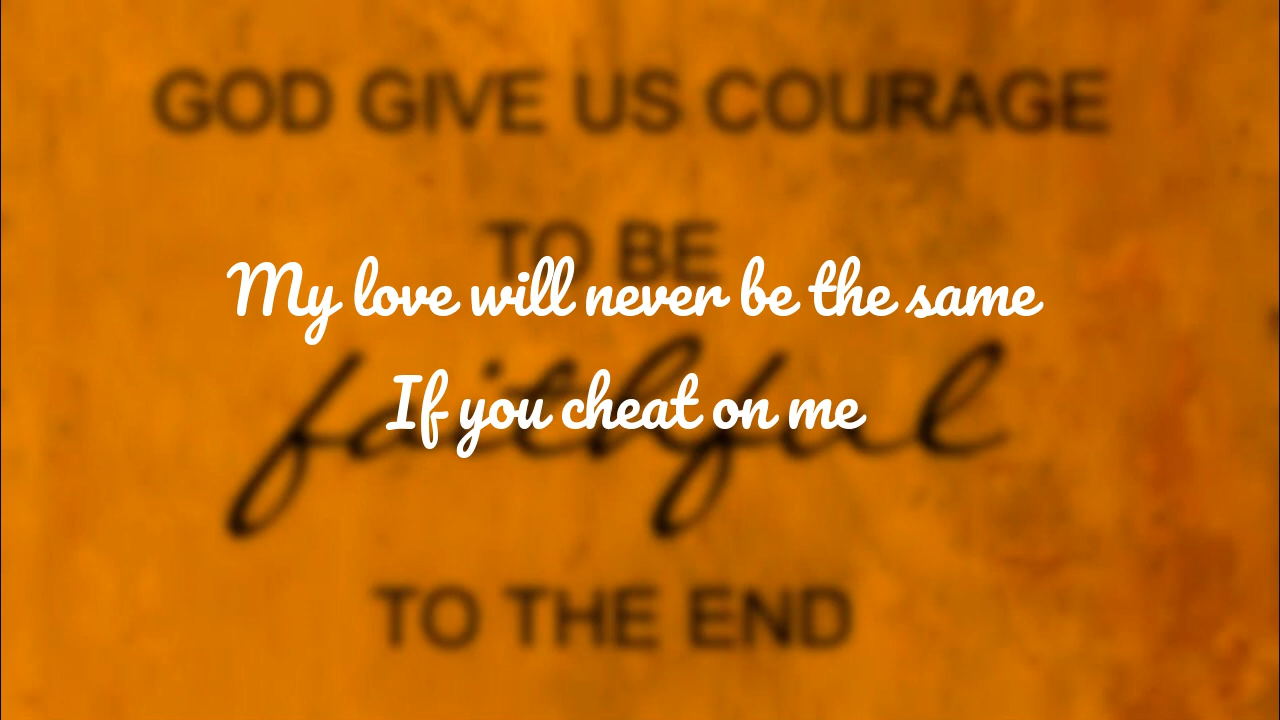 GOD GIVE US COURAGE
TO BE
My love will never be the same
faithful
If you cheat on me
TO THE END